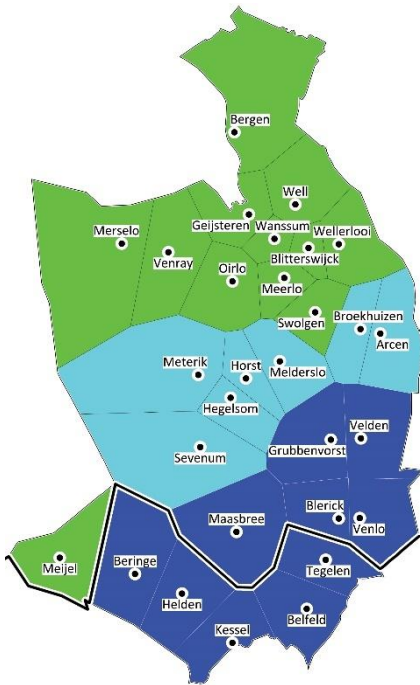 Bergen
Well
Geijsteren
Wanssum
Wellerlooi
Merselo
Venray
Blitterswijck
Oirlo
Meerlo
Swolgen
Broekhuizen
Arcen
Meterik
Horst
Melderslo
Hegelsom
Velden
Grubbenvorst
Sevenum
Blerick
Venlo
Maasbree
Meijel
Beringe
Tegelen
Helden
Belfeld
Kessel